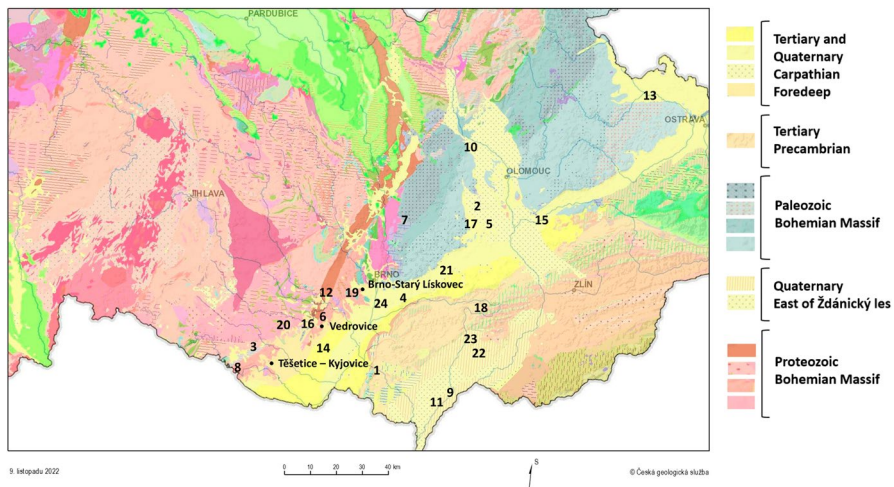 PARDUBICE
13
OSTRAVA
10
OLOMOUC
JIHLAVA
2
7
17 5
15
21
BRNO
Brno-Starý Lískovec
ZLÍN
12
19
4
24
18
6
16
20
Vedrovice
3
14
23
22
8
Těšetice – Kyjovice
1
9
11
Tertiary and
Quaternary
Carpathian
Foredeep
Tertiary
Precambrian
Paleozoic
Bohemian Massif
Quaternary
East of Ždánický les
Proteozoic
Bohemian Massif
9. listopadu 2022
0 10 20 30 40 km
S
© Česká geologická služba